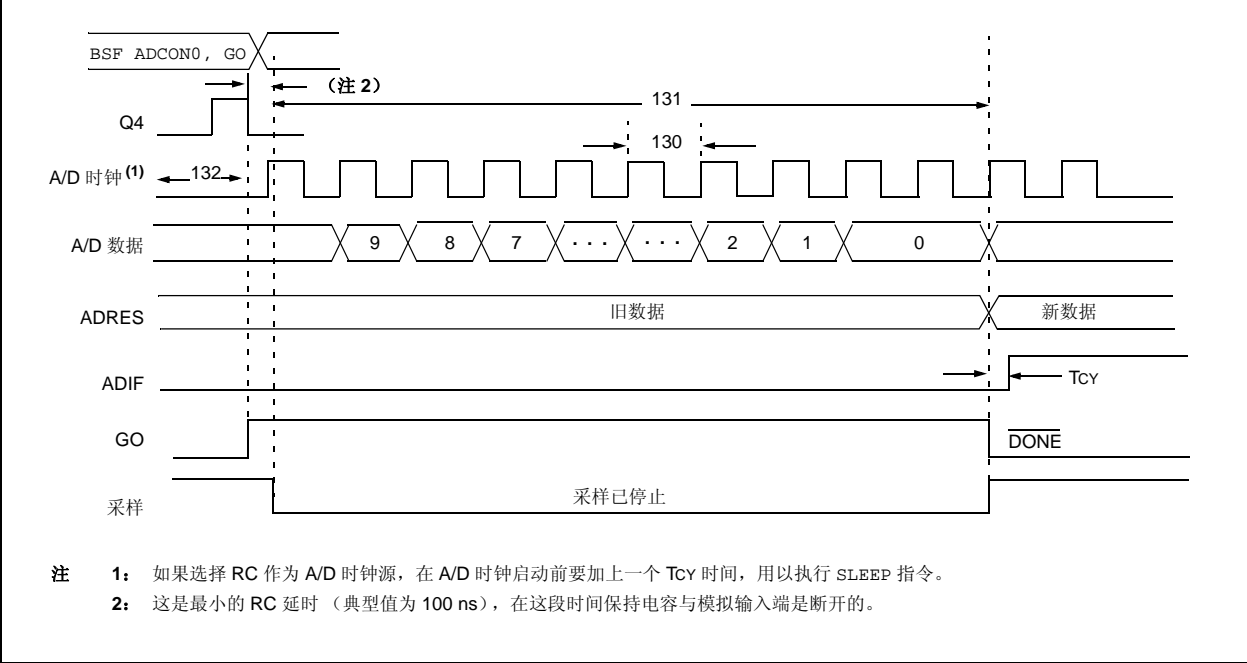 BSF ADCON0, GO
（注 2）
131
Q4
130
A/D 时钟(1)
132
A/D 数据
9 8 7 · · · · · · 2 1 0
ADRES
旧数据
新数据
ADIF
TCY
GO
DONE
采样
采样已停止
注 1： 如果选择 RC 作为 A/D 时钟源，在 A/D 时钟启动前要加上一个 TCY 时间，用以执行 SLEEP 指令。
2： 这是最小的 RC 延时 （典型值为 100 ns），在这段时间保持电容与模拟输入端是断开的。